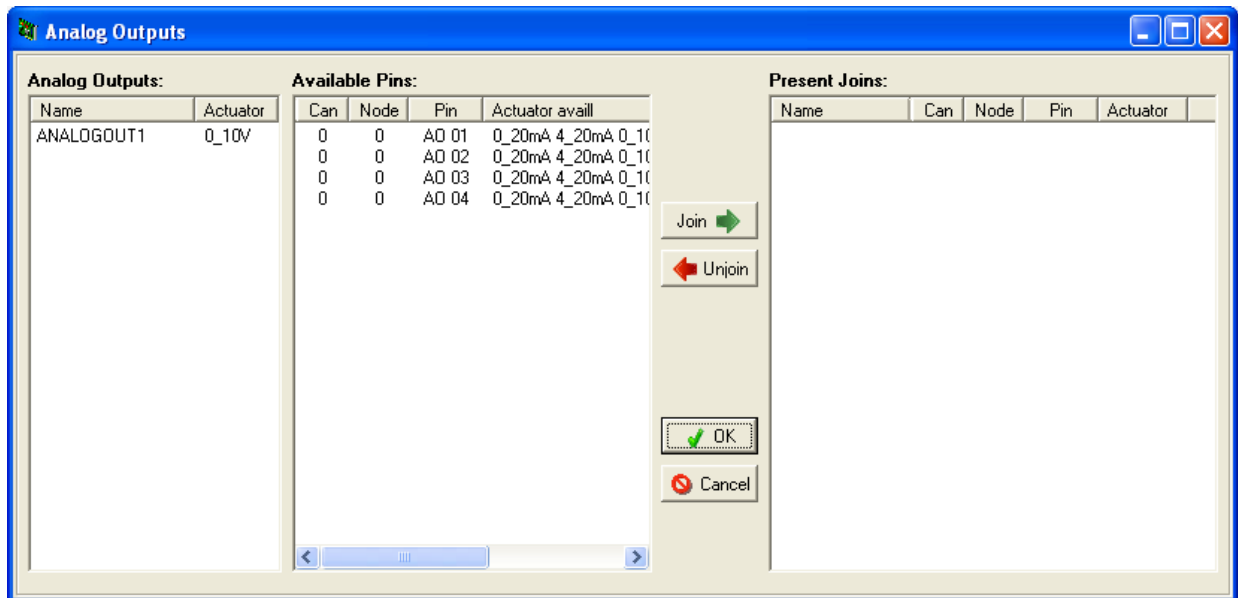 Analog Outputs
Analog Outputs:
Name Actuator
ANALOGOUT1 0_10V
Available Pins:
Can Node Pin Actuator availl
0 0 AO 01 0_20mA 4_20mA 0_10
0 0 AO 02 0_20mA 4_20mA 0_10
0 0 AO 03 0_20mA 4_20mA 0_10
0 0 AO 04 0_20mA 4_20mA 0_10
Join
Unjoin
OK
Cancel
Present Joins:
Name Can Node Pin Actuator